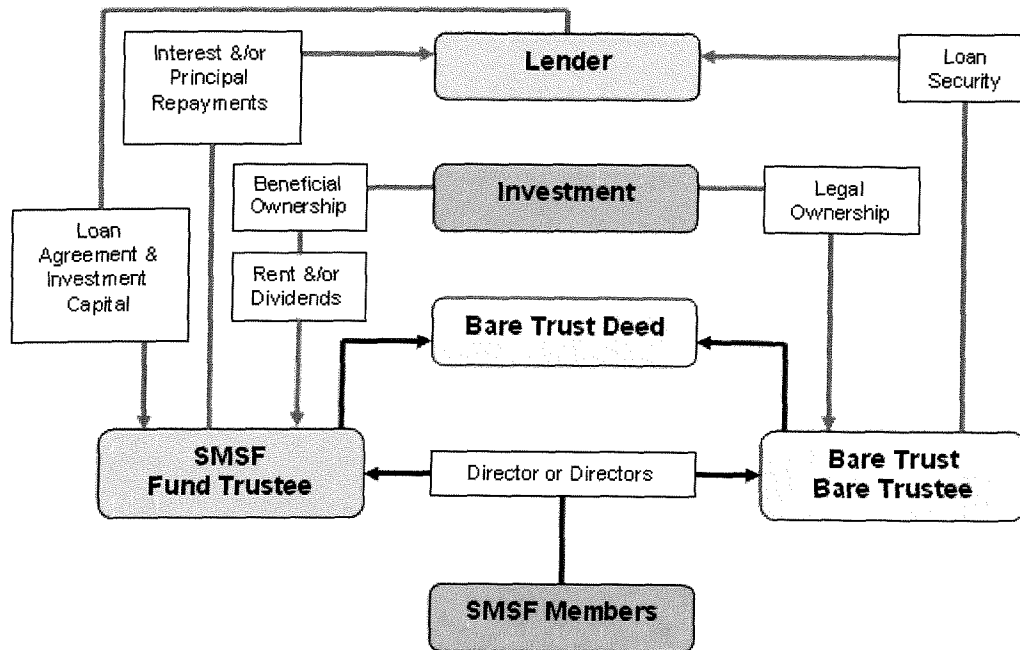 Interest &/or
Principal
Repayments
Lender
Loan
Security
Beneficial
Ownership
Investment
Legal
Ownership
Loan
Agreement &
Investment
Capital
Rent &/or
Dividends
Bare Trust Deed
SMSF
Fund Trustee
Director or Directors
Bare Trust
Bare Trustee
SMSF Members